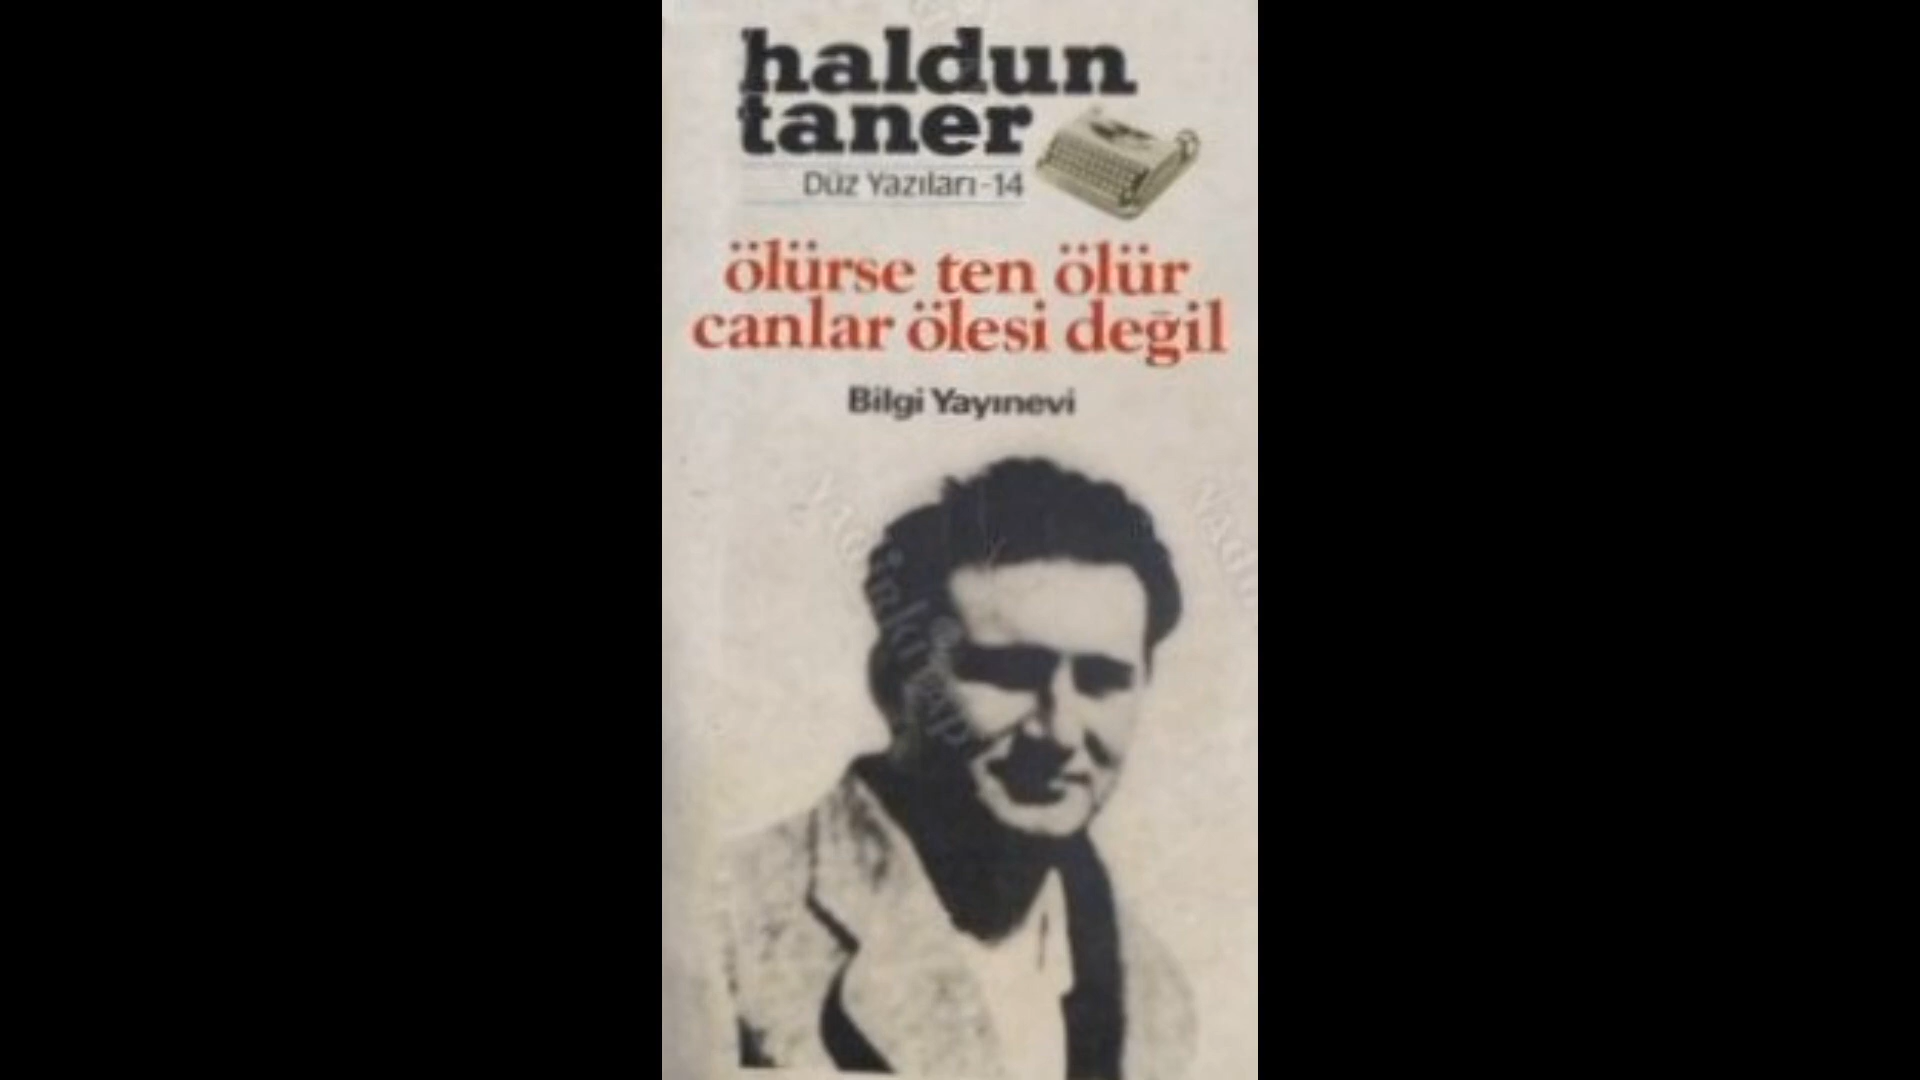 haldun
taner
Düz Yazıları-14
ölürse ten ölür
canlar ölesi değil
Bilgi Yayınevi